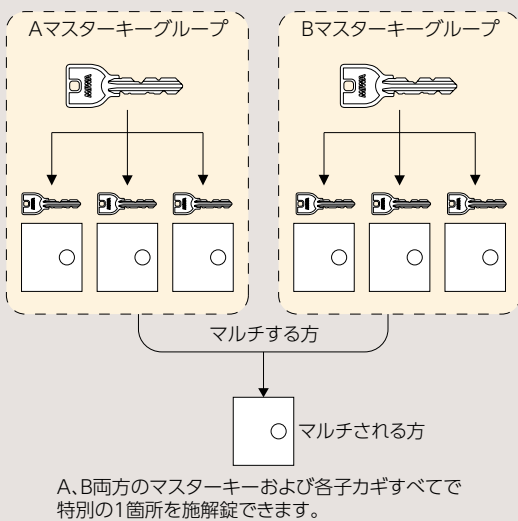 Aマスターキーグループ
Bマスターキーグループ
マルチする方
マルチされる方
A、B両方のマスターキーおよび各子カギすべてで
特別の1箇所を施解錠できます。